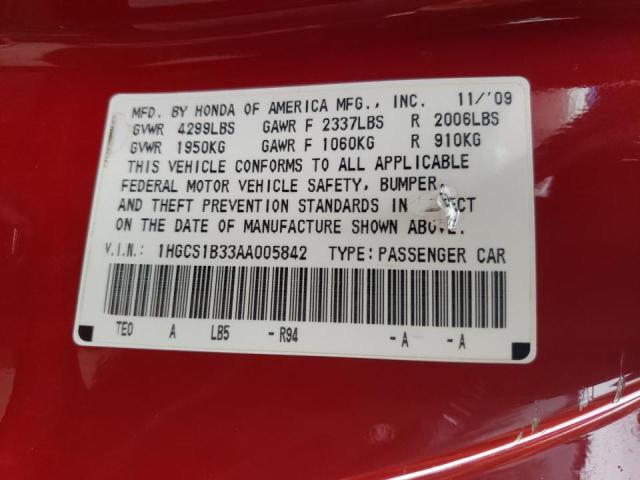 MFD. BY HONDA OF AMERICA MFG., INC. 11/'09
GVWR 4299LBS GAWR F 2337LBS R 2006LBS
GVWR 1950KG GAWR F 1060KG R 910KG
THIS VEHICLE CONFORMS TO ALL APPLICABLE
FEDERAL MOTOR VEHICLE SAFETY, BUMPER,
AND THEFT PREVENTION STANDARDS IN
ON THE DATE OF MANUFACTURE SHOWN ABOVE.
V.I.N.: 1HGCS1B33AA005842 TYPE: PASSENGER CAR
TEO A LB5 -R94 -A -A